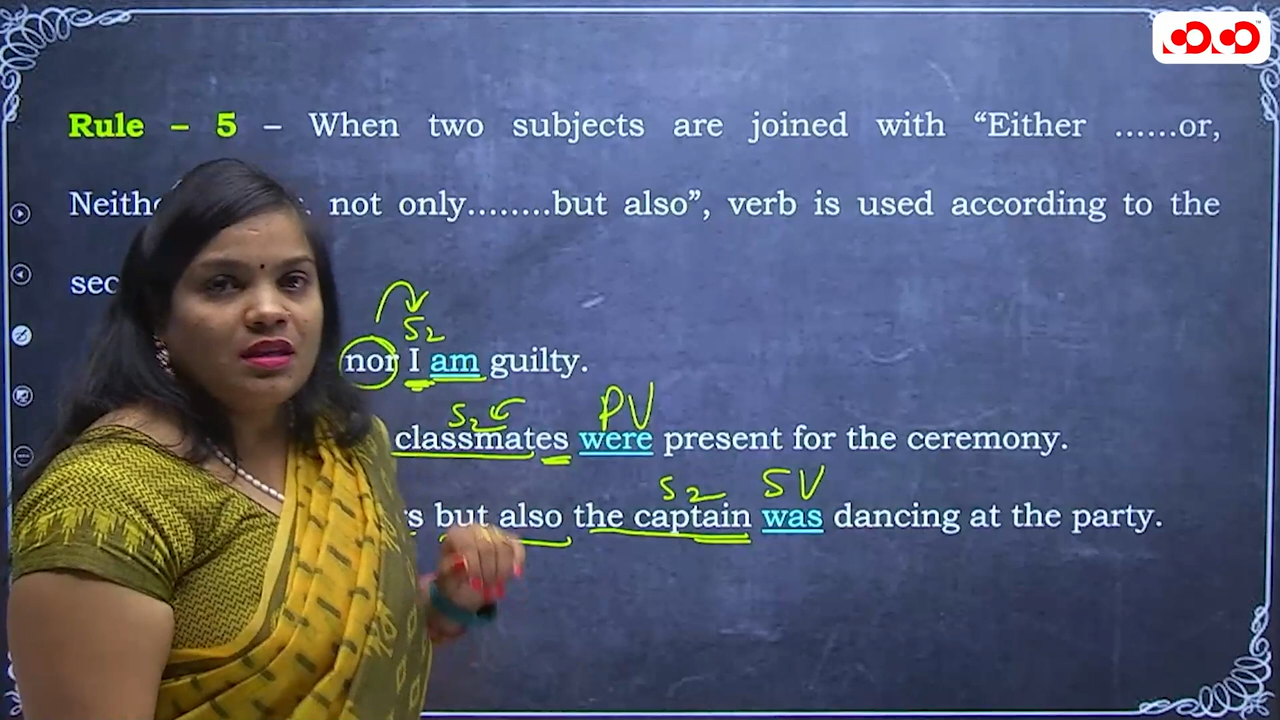 Rule – 5 – When two subjects are joined with “Either ……or,
not only……..but also”, verb is used according to the
S2
nor I am guilty.
S2 PV
classmates were present for the ceremony.
S2 SV
but also the captain was dancing at the party.